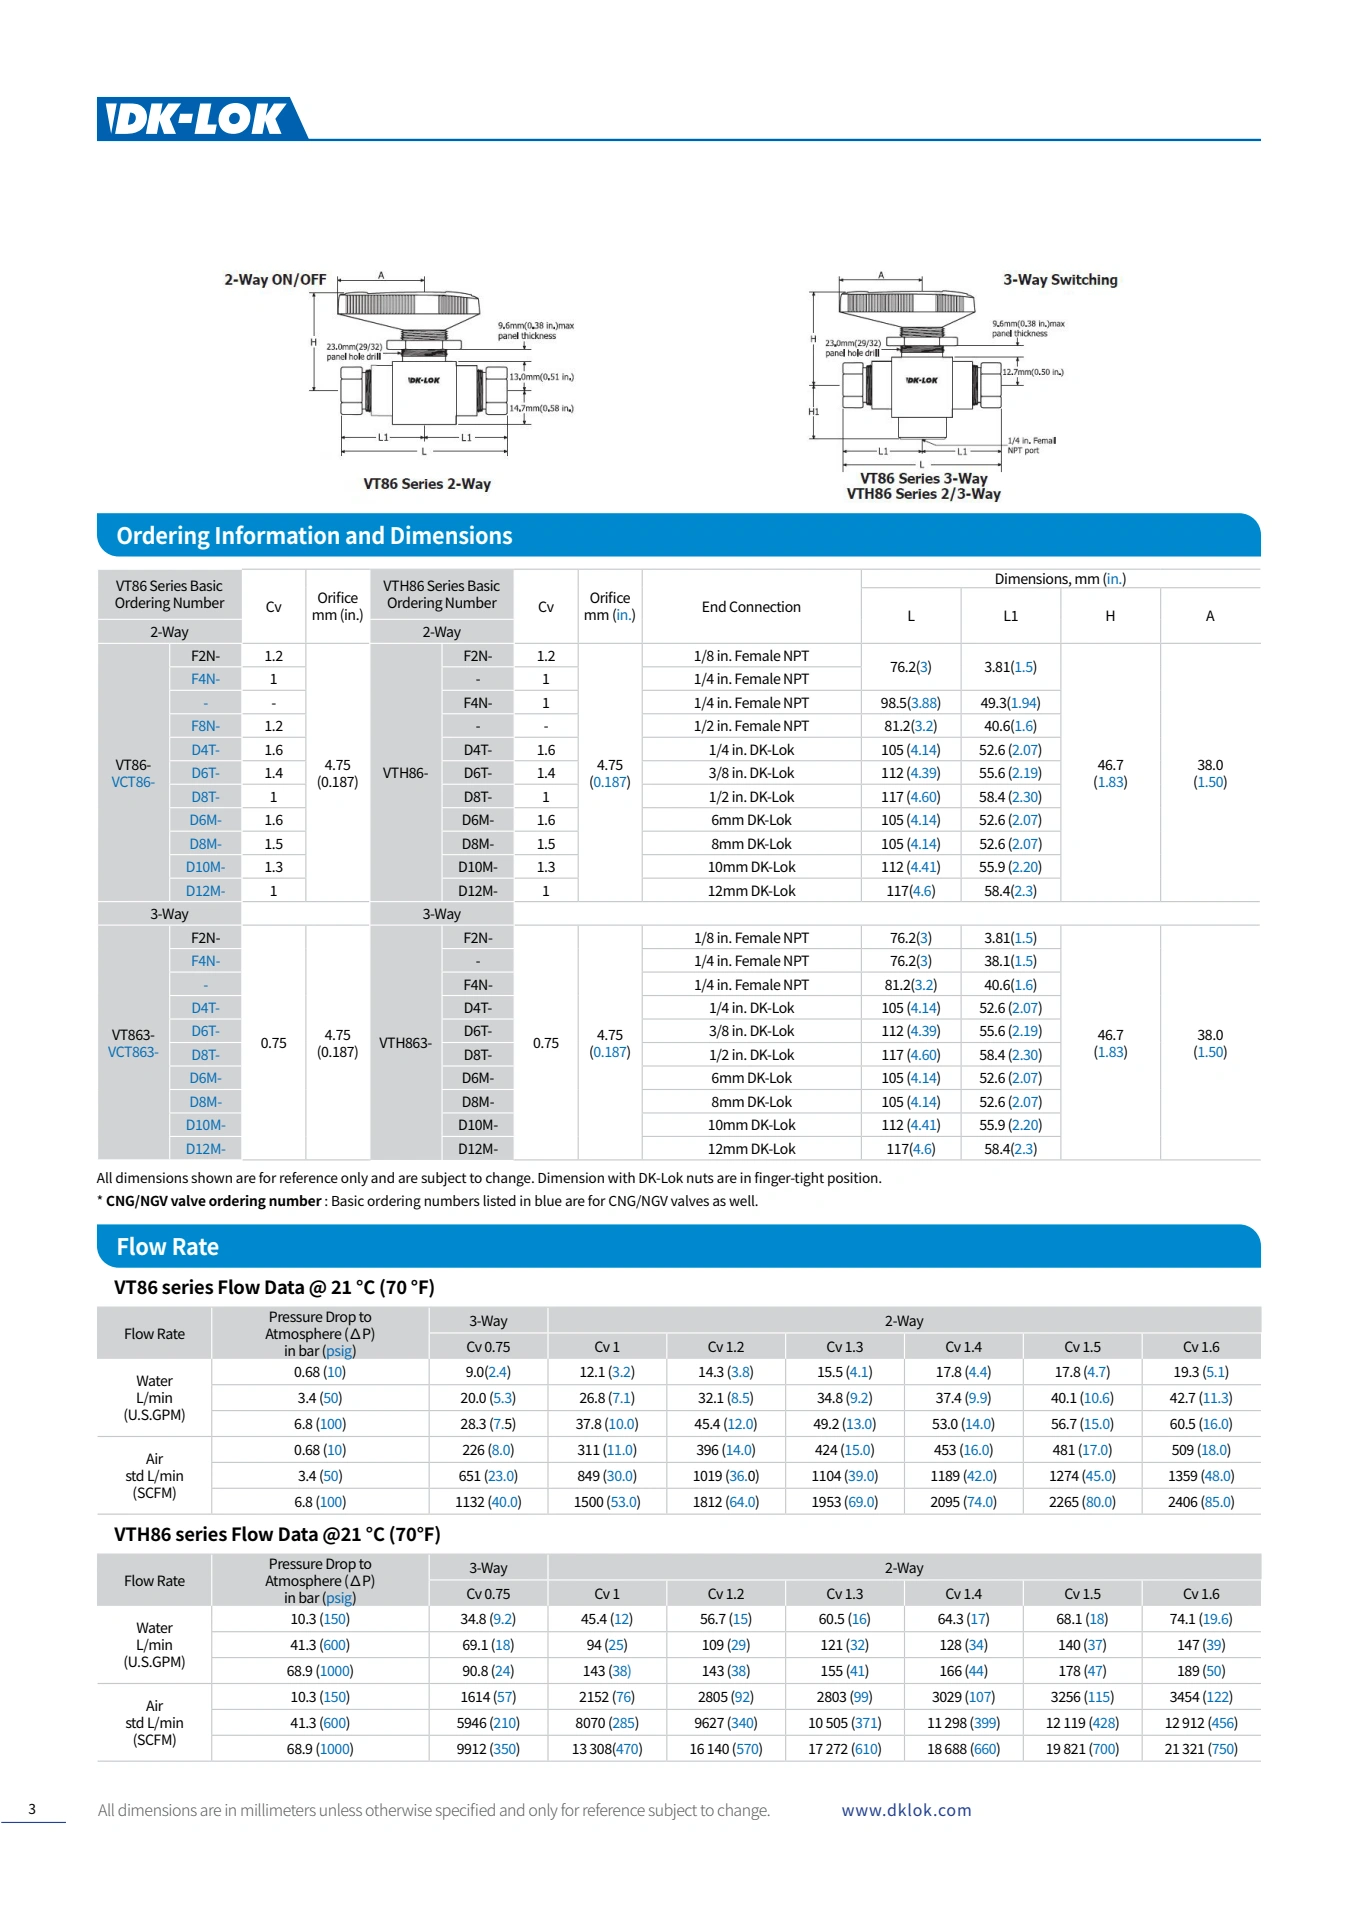 DK-LOK
2-Way ON/OFF
A
H
23.0mm(29/32)
panel hole drill
9.6mm(0.38 in.)max
panel thickness
DK-LOK
13.0mm(0.51 in.)
14.7mm(0.58 in.)
L1 L1
L
VT86 Series 2-Way
3-Way Switching
A
H
23.0mm(29/32)
panel hole drill
9.6mm(0.38 in.)max
panel thickness
DK-LOK
12.7mm(0.50 in.)
H1
1/4 in. Femall
NPT port
L1 L1
L
VT86 Series 3-Way
VTH86 Series 2/3-Way
Ordering Information and Dimensions
VT86 Series Basic Ordering Number Cv Orifice mm (in.) VTH86 Series Basic Ordering Number Cv Orifice mm (in.) End Connection Dimensions, mm (in.)
2-Way 2-Way L L1 H A
VT86- VCT86- 4.75 (0.187) VTH86- 4.75 (0.187) 46.7 (1.83) 38.0 (1.50)
F2N- 1.2 F2N- 1.2 1/8 in. Female NPT 76.2(3) 3.81(1.5)
F4N- 1 - 1 1/4 in. Female NPT
- - F4N- 1 1/4 in. Female NPT 98.5(3.88) 49.3(1.94)
F8N- 1.2 - - 1/2 in. Female NPT 81.2(3.2) 40.6(1.6)
D4T- 1.6 D4T- 1.6 1/4 in. DK-Lok 105 (4.14) 52.6 (2.07)
D6T- 1.4 D6T- 1.4 3/8 in. DK-Lok 112 (4.39) 55.6 (2.19)
D8T- 1 D8T- 1 1/2 in. DK-Lok 117 (4.60) 58.4 (2.30)
D6M- 1.6 D6M- 1.6 6mm DK-Lok 105 (4.14) 52.6 (2.07)
D8M- 1.5 D8M- 1.5 8mm DK-Lok 105 (4.14) 52.6 (2.07)
D10M- 1.3 D10M- 1.3 10mm DK-Lok 112 (4.41) 55.9 (2.20)
D12M- 1 D12M- 1 12mm DK-Lok 117(4.6) 58.4(2.3)
3-Way 3-Way
VT863- VCT863- 0.75 4.75 (0.187) VTH863- 0.75 4.75 (0.187) 46.7 (1.83) 38.0 (1.50)
F2N- F2N- 1/8 in. Female NPT 76.2(3) 3.81(1.5)
F4N- - 1/4 in. Female NPT 76.2(3) 38.1(1.5)
- F4N- 1/4 in. Female NPT 81.2(3.2) 40.6(1.6)
D4T- D4T- 1/4 in. DK-Lok 105 (4.14) 52.6 (2.07)
D6T- D6T- 3/8 in. DK-Lok 112 (4.39) 55.6 (2.19)
D8T- D8T- 1/2 in. DK-Lok 117 (4.60) 58.4 (2.30)
D6M- D6M- 6mm DK-Lok 105 (4.14) 52.6 (2.07)
D8M- D8M- 8mm DK-Lok 105 (4.14) 52.6 (2.07)
D10M- D10M- 10mm DK-Lok 112 (4.41) 55.9 (2.20)
D12M- D12M- 12mm DK-Lok 117(4.6) 58.4(2.3)
All dimensions shown are for reference only and are subject to change. Dimension with DK-Lok nuts are in finger-tight position.
* CNG/NGV valve ordering number : Basic ordering numbers listed in blue are for CNG/NGV valves as well.
Flow Rate
VT86 series Flow Data @ 21 °C (70 °F)
Flow Rate Pressure Drop to Atmosphere (△P) in bar (psig) 3-Way 2-Way
Cv 0.75 Cv 1 Cv 1.2 Cv 1.3 Cv 1.4 Cv 1.5 Cv 1.6
Water L/min (U.S.GPM)
0.68 (10) 9.0(2.4) 12.1 (3.2) 14.3 (3.8) 15.5 (4.1) 17.8 (4.4) 17.8 (4.7) 19.3 (5.1)
3.4 (50) 20.0 (5.3) 26.8 (7.1) 32.1 (8.5) 34.8 (9.2) 37.4 (9.9) 40.1 (10.6) 42.7 (11.3)
6.8 (100) 28.3 (7.5) 37.8 (10.0) 45.4 (12.0) 49.2 (13.0) 53.0 (14.0) 56.7 (15.0) 60.5 (16.0)
Air std L/min (SCFM)
0.68 (10) 226 (8.0) 311 (11.0) 396 (14.0) 424 (15.0) 453 (16.0) 481 (17.0) 509 (18.0)
3.4 (50) 651 (23.0) 849 (30.0) 1019 (36.0) 1104 (39.0) 1189 (42.0) 1274 (45.0) 1359 (48.0)
6.8 (100) 1132 (40.0) 1500 (53.0) 1812 (64.0) 1953 (69.0) 2095 (74.0) 2265 (80.0) 2406 (85.0)
VTH86 series Flow Data @21 °C (70°F)
Flow Rate Pressure Drop to Atmosphere (△P) in bar (psig) 3-Way 2-Way
Cv 0.75 Cv 1 Cv 1.2 Cv 1.3 Cv 1.4 Cv 1.5 Cv 1.6
Water L/min (U.S.GPM)
10.3 (150) 34.8 (9.2) 45.4 (12) 56.7 (15) 60.5 (16) 64.3 (17) 68.1 (18) 74.1 (19.6)
41.3 (600) 69.1 (18) 94 (25) 109 (29) 121 (32) 128 (34) 140 (37) 147 (39)
68.9 (1000) 90.8 (24) 143 (38) 143 (38) 155 (41) 166 (44) 178 (47) 189 (50)
Air std L/min (SCFM)
10.3 (150) 1614 (57) 2152 (76) 2805 (92) 2803 (99) 3029 (107) 3256 (115) 3454 (122)
41.3 (600) 5946 (210) 8070 (285) 9627 (340) 10 505 (371) 11 298 (399) 12 119 (428) 12 912 (456)
68.9 (1000) 9912 (350) 13 308(470) 16 140 (570) 17 272 (610) 18 688 (660) 19 821 (700) 21 321 (750)
3 All dimensions are in millimeters unless otherwise specified and only for reference subject to change. www.dklok.com